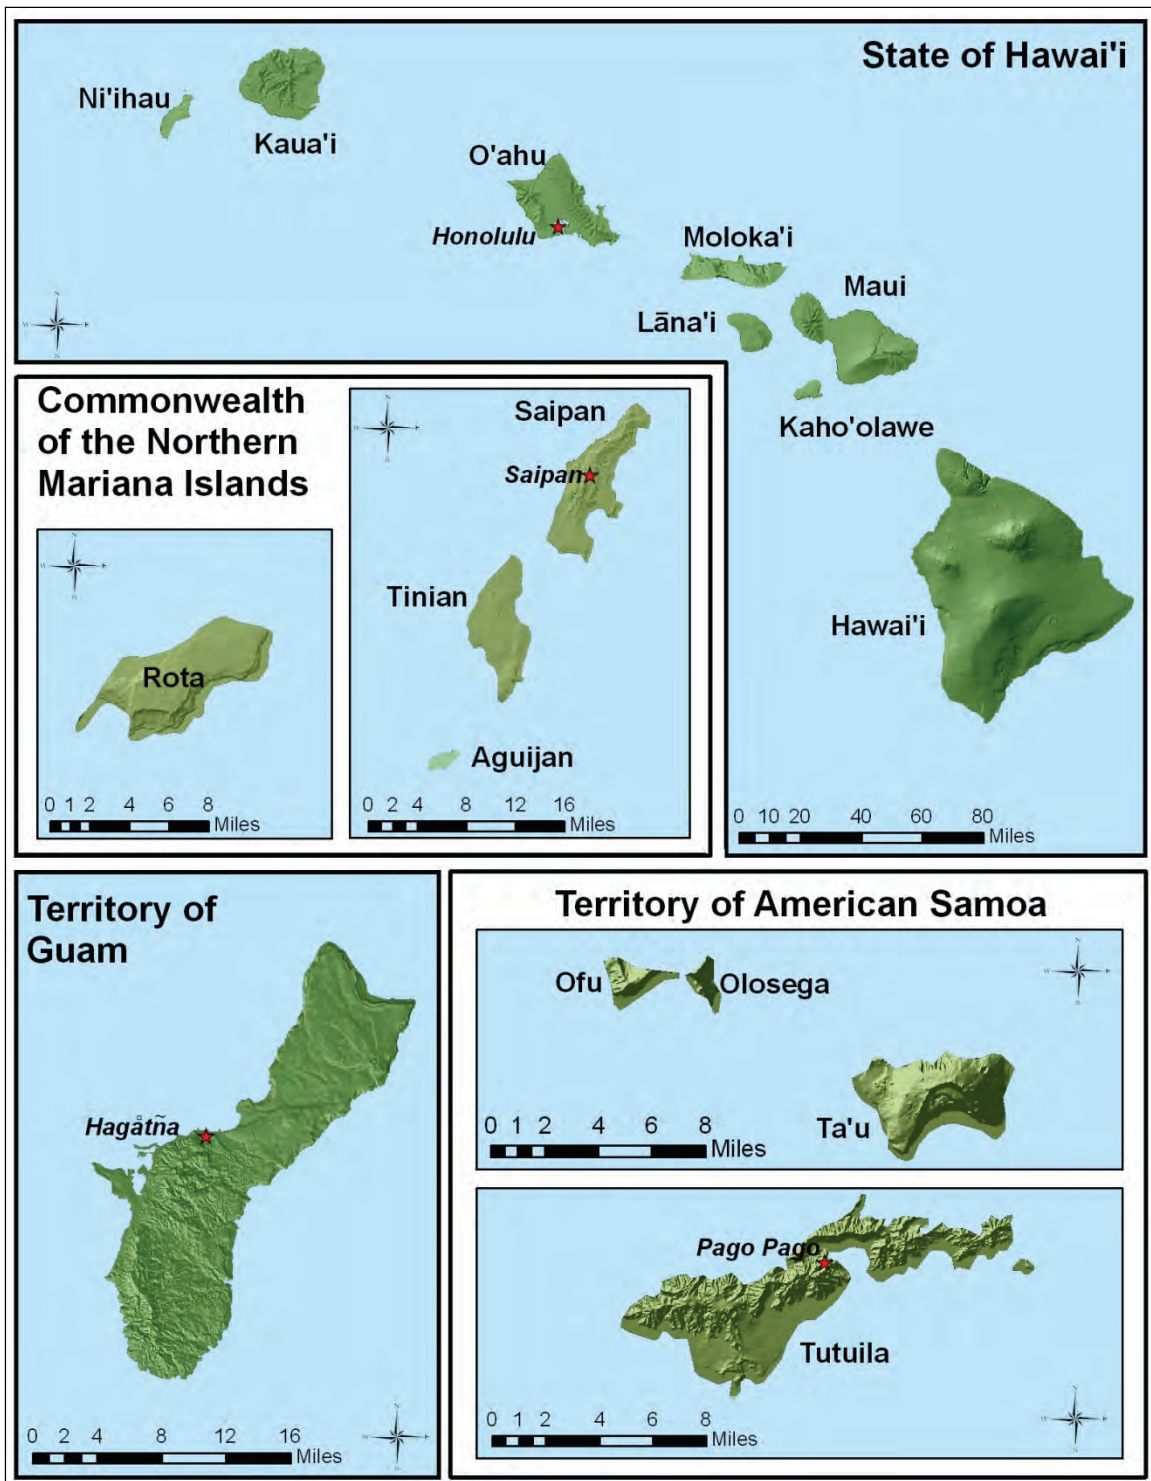 State of Hawai'i
Ni'ihau
Kaua'i
O'ahu
Honolulu
Moloka'i
Maui
Lāna'i
Kaho'olawe
Hawai'i
0 10 20 40 60 80
Miles
N
W E
S
Commonwealth
of the Northern
Mariana Islands
N
W E
S
Rota
0 1 2 4 6 8
Miles
N
W E
S
Saipan
Saipan
Tinian
Aguijan
0 2 4 8 12 16
Miles
Territory of
Guam
Hagåtña
0 2 4 8 12 16
Miles
N
W E
S
Territory of American Samoa
Ofu
Olosega
Ta'u
N
W E
S
0 1 2 4 6 8
Miles
Pago Pago
Tutuila
N
W E
S
0 1 2 4 6 8
Miles